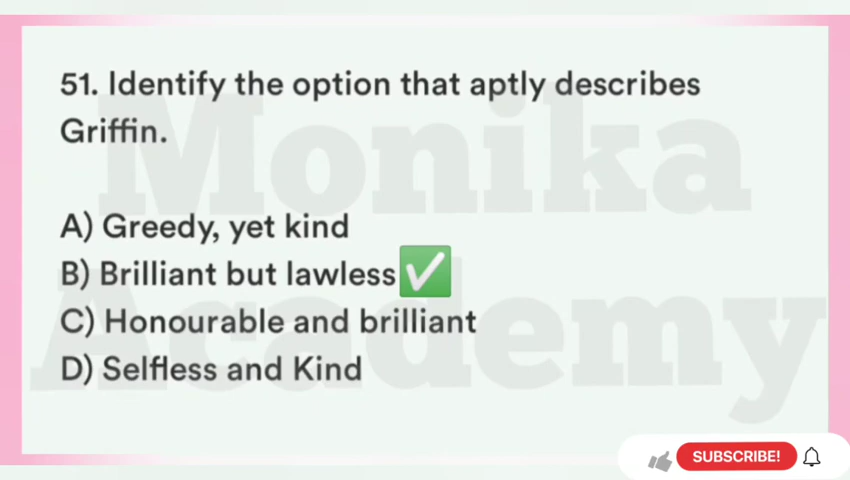 51. Identify the option that aptly describes
Griffin.
A) Greedy, yet kind
B) Brilliant but lawless✅
C) Honourable and brilliant
D) Selfless and Kind
Monika
Academy
SUBSCRIBE!